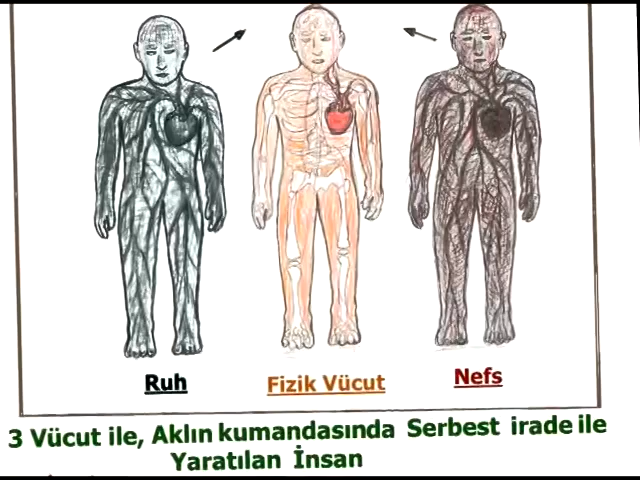 Ruh
Fizik Vücut
Nefs
3 Vücut ile, Aklın kumandasında Serbest irade ile
Yaratılan İnsan